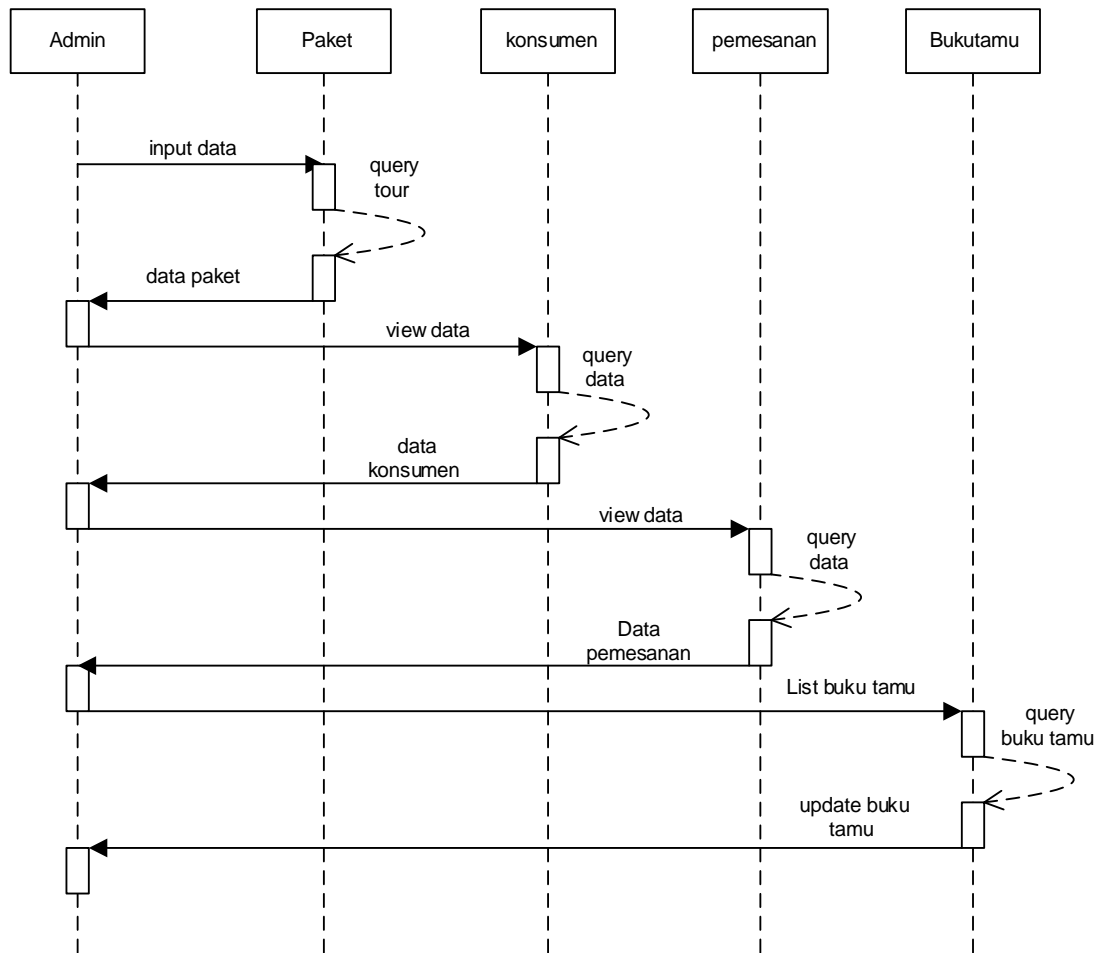 Admin
Paket
konsumen
pemesanan
Bukutamu
input data
query
tour
data paket
view data
query
data
data
konsumen
view data
query
data
Data
pemesanan
List buku tamu
query
buku tamu
update buku
tamu